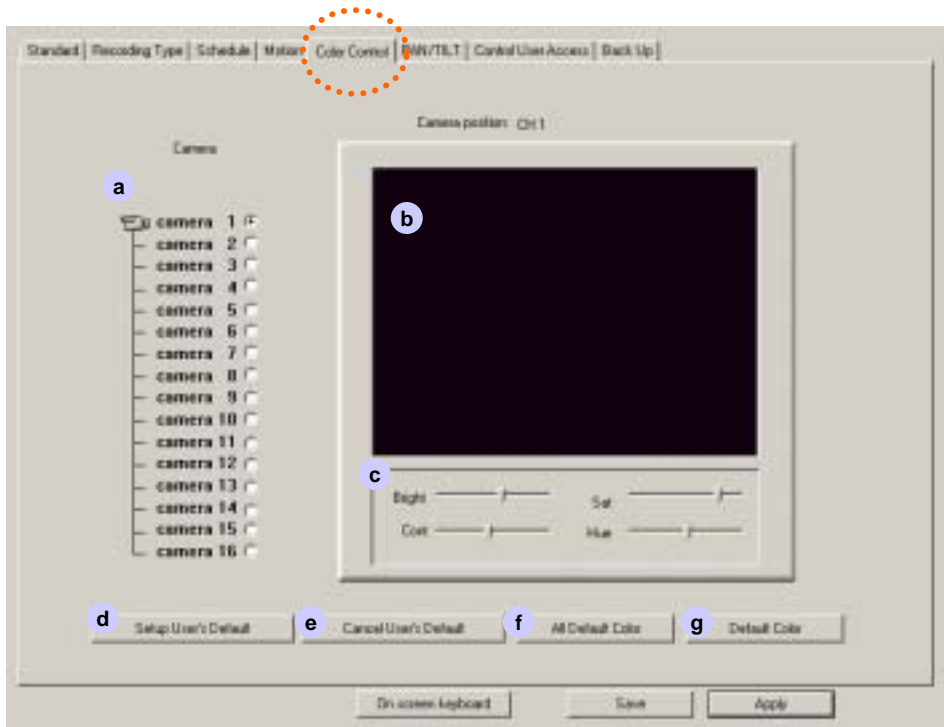 Standard Recoding Type Schedule Motion Color Control PAN/TILT Control User Access Back Up
Camera position: CH 1
Camera
a
b
camera 1
camera 2
camera 3
camera 4
camera 5
camera 6
camera 7
camera 8
camera 9
camera 10
camera 11
camera 12
camera 13
camera 14
camera 15
camera 16
c
Bright Sat
Cont Hue
d Setup User's Default e Cancel User's Default f All Default Color g Default Color
On screen keyboard Save Apply